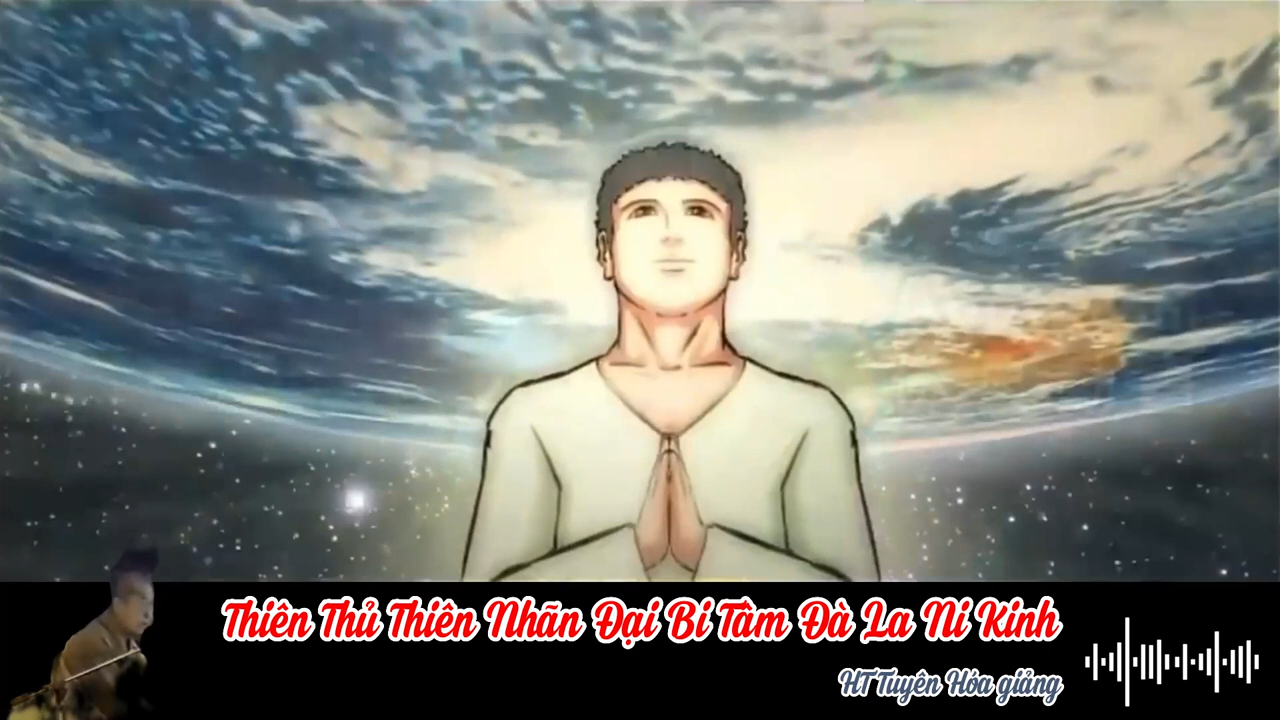 Thiên Thủ Thiên Nhãn Đại Bi Tâm Đà La Ni Kinh
HT Tuyên Hóa giảng